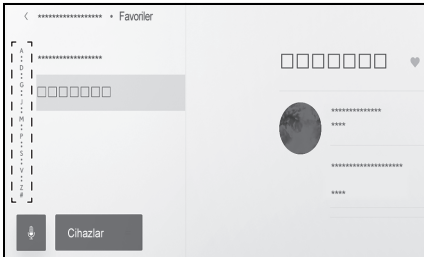 < ****************** • Favoriler
******************
□□□□□□□
A
D
G
J
M
P
S
V
Z
#
Cihazlar
□□□□□□□
**************
****
********************
****